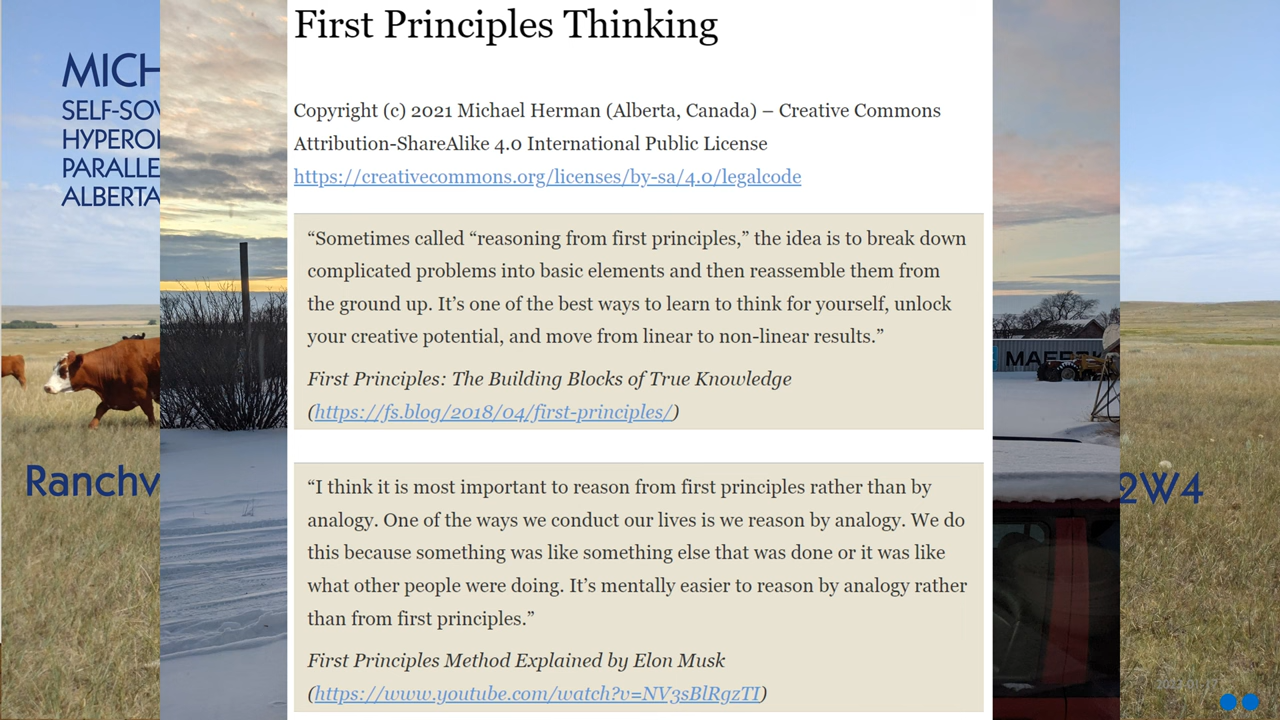 First Principles Thinking
MICH
SELF-SOV
HYPEROI
PARALLE
ALBERTA
Copyright (c) 2021 Michael Herman (Alberta, Canada) – Creative Commons
Attribution-ShareAlike 4.0 International Public License
https://creativecommons.org/licenses/by-sa/4.0/legalcode
“Sometimes called “reasoning from first principles,” the idea is to break down
complicated problems into basic elements and then reassemble them from
the ground up. It’s one of the best ways to learn to think for yourself, unlock
your creative potential, and move from linear to non-linear results.”
First Principles: The Building Blocks of True Knowledge
(https://fs.blog/2018/04/first-principles/)
MAERSK
“I think it is most important to reason from first principles rather than by
analogy. One of the ways we conduct our lives is we reason by analogy. We do
this because something was like something else that was done or it was like
what other people were doing. It’s mentally easier to reason by analogy rather
than from first principles.”
Ranchv
2W4
First Principles Method Explained by Elon Musk
(https://www.youtube.com/watch?v=NV3sBlRgzTI)